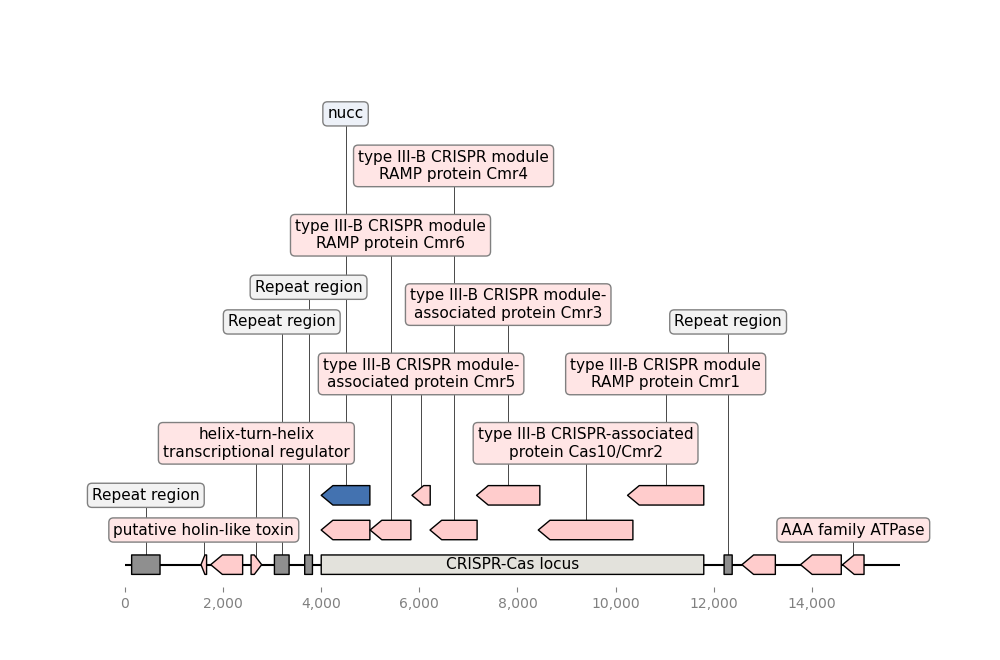 nucc
type III-B CRISPR module
RAMP protein Cmr4
type III-B CRISPR module
RAMP protein Cmr6
Repeat region
type III-B CRISPR module-
associated protein Cmr3
Repeat region
Repeat region
type III-B CRISPR module-
associated protein Cmr5
type III-B CRISPR module
RAMP protein Cmr1
helix-turn-helix
transcriptional regulator
type III-B CRISPR-associated
protein Cas10/Cmr2
Repeat region
putative holin-like toxin
AAA family ATPase
CRISPR-Cas locus
0 2,000 4,000 6,000 8,000 10,000 12,000 14,000